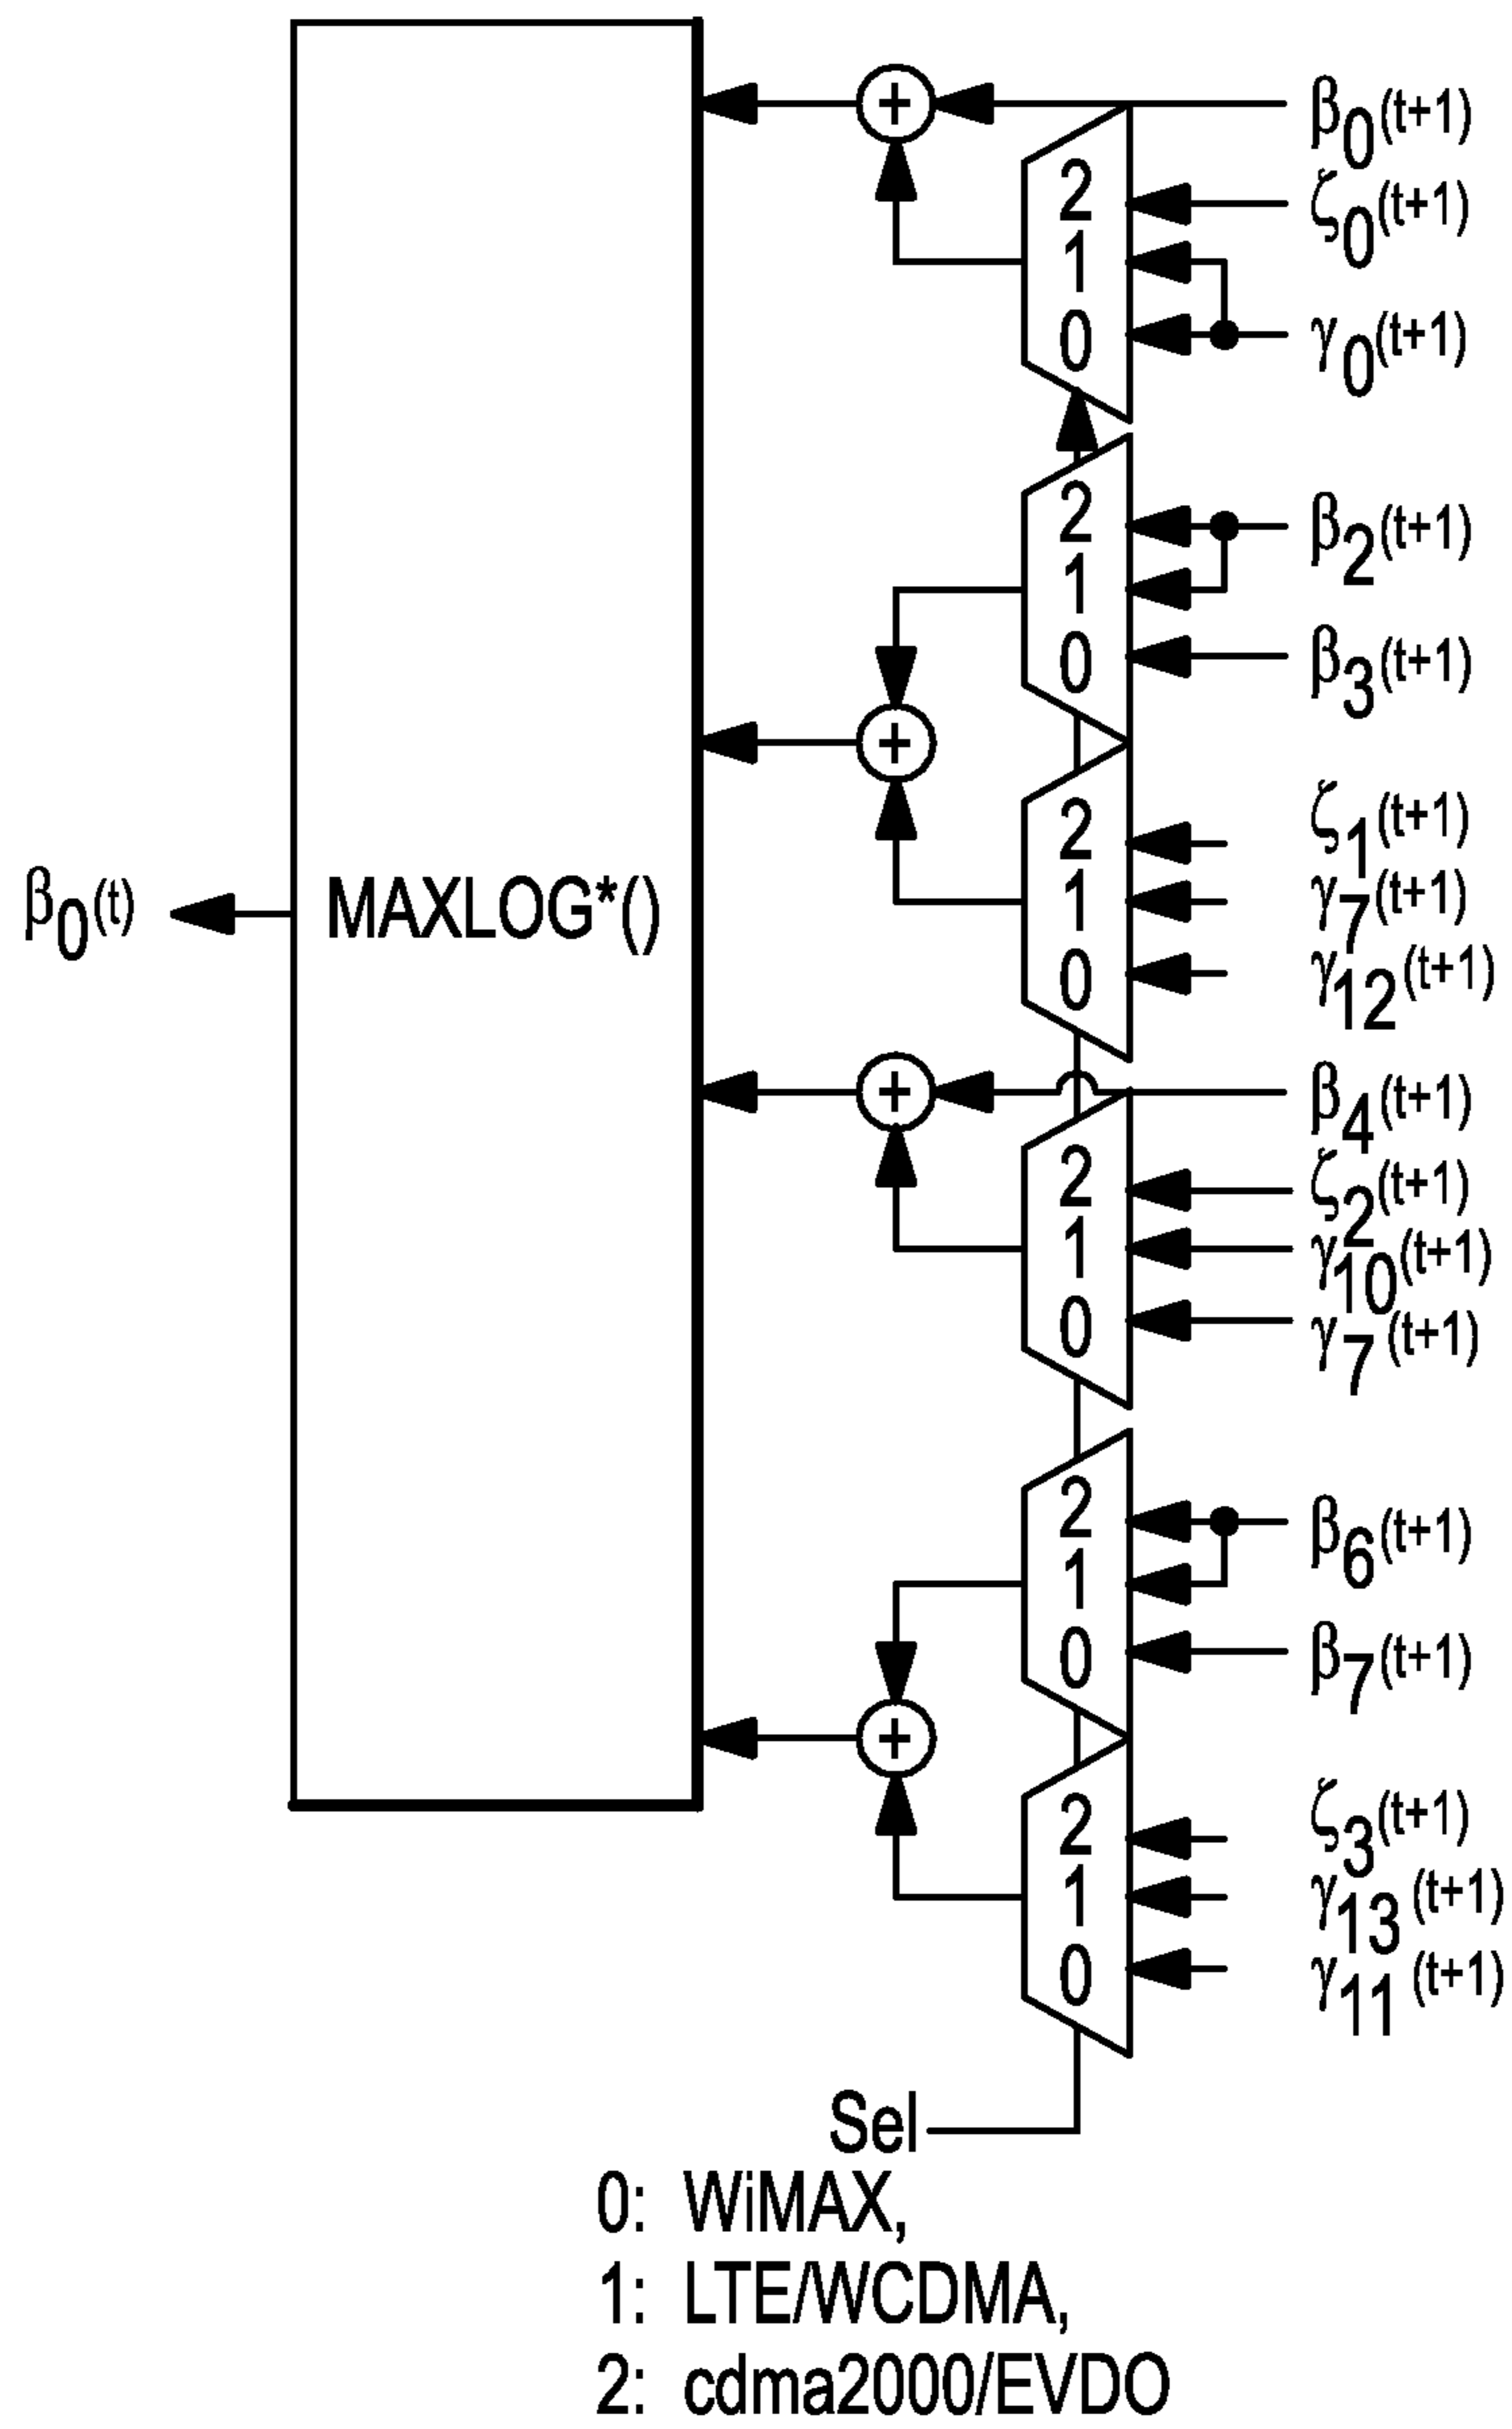 β0(t+1)
ζ0(t+1)
2
1
0
γ0(t+1)
2
1
0
β2(t+1)
β3(t+1)
2
1
0
ζ1(t+1)
γ7(t+1)
γ12(t+1)
β0(t)
MAXLOG*()
β4(t+1)
2
1
0
ζ2(t+1)
γ10(t+1)
γ7(t+1)
2
1
0
β6(t+1)
β7(t+1)
2
1
0
ζ3(t+1)
γ13(t+1)
γ11(t+1)
+
+
+
+
Sel
0: WiMAX,
1: LTE/WCDMA,
2: cdma2000/EVDO